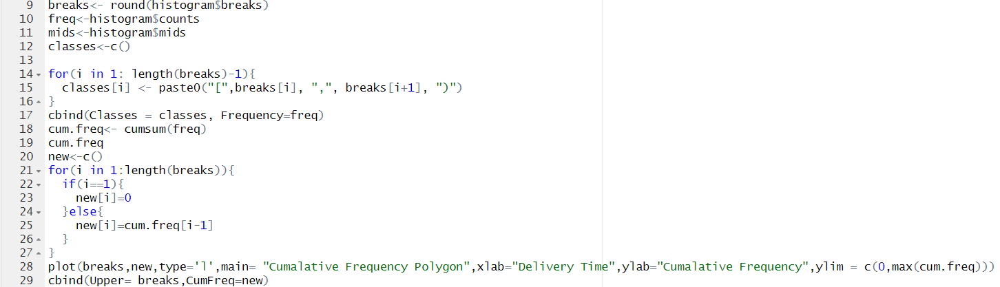 9 breaks<- round(histogram$breaks)
10 freq<-histogram$counts
11 mids<-histogram$mids
12 classes<-c()
13
14 for(i in 1: length(breaks)-1){
15   classes[i] <- paste0("[",breaks[i], ",", breaks[i+1], ")")
16 }
17 cbind(Classes = classes, Frequency=freq)
18 cum.freq<- cumsum(freq)
19 cum.freq
20 new<-c()
21 for(i in 1:length(breaks)){
22   if(i==1){
23     new[i]=0
24   }else{
25     new[i]=cum.freq[i-1]
26   }
27 }
28 plot(breaks,new,type='l',main= "Cumalative Frequency Polygon",xlab="Delivery Time",ylab="Cumalative Frequency",ylim = c(0,max(cum.freq)))
29 cbind(Upper= breaks,CumFreq=new)